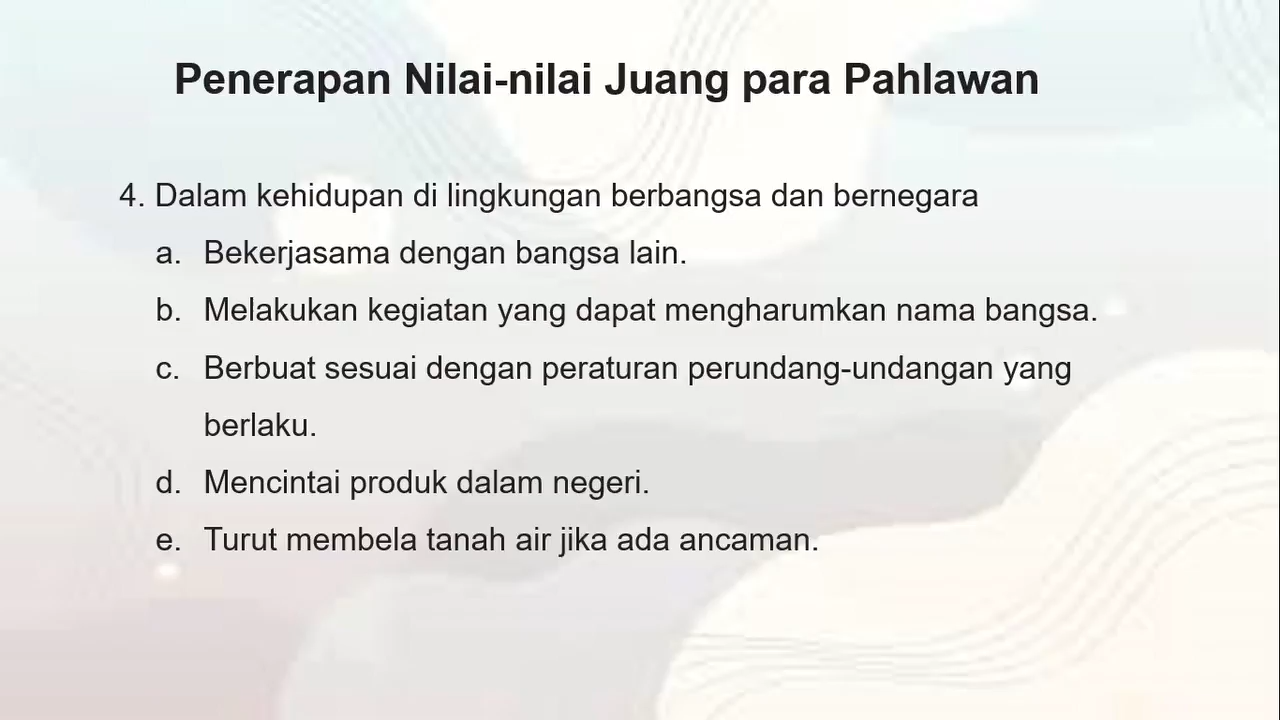 Penerapan Nilai-nilai Juang para Pahlawan
4. Dalam kehidupan di lingkungan berbangsa dan bernegara
a. Bekerjasama dengan bangsa lain.
b. Melakukan kegiatan yang dapat mengharumkan nama bangsa.
c. Berbuat sesuai dengan peraturan perundang-undangan yang
berlaku.
d. Mencintai produk dalam negeri.
e. Turut membela tanah air jika ada ancaman.